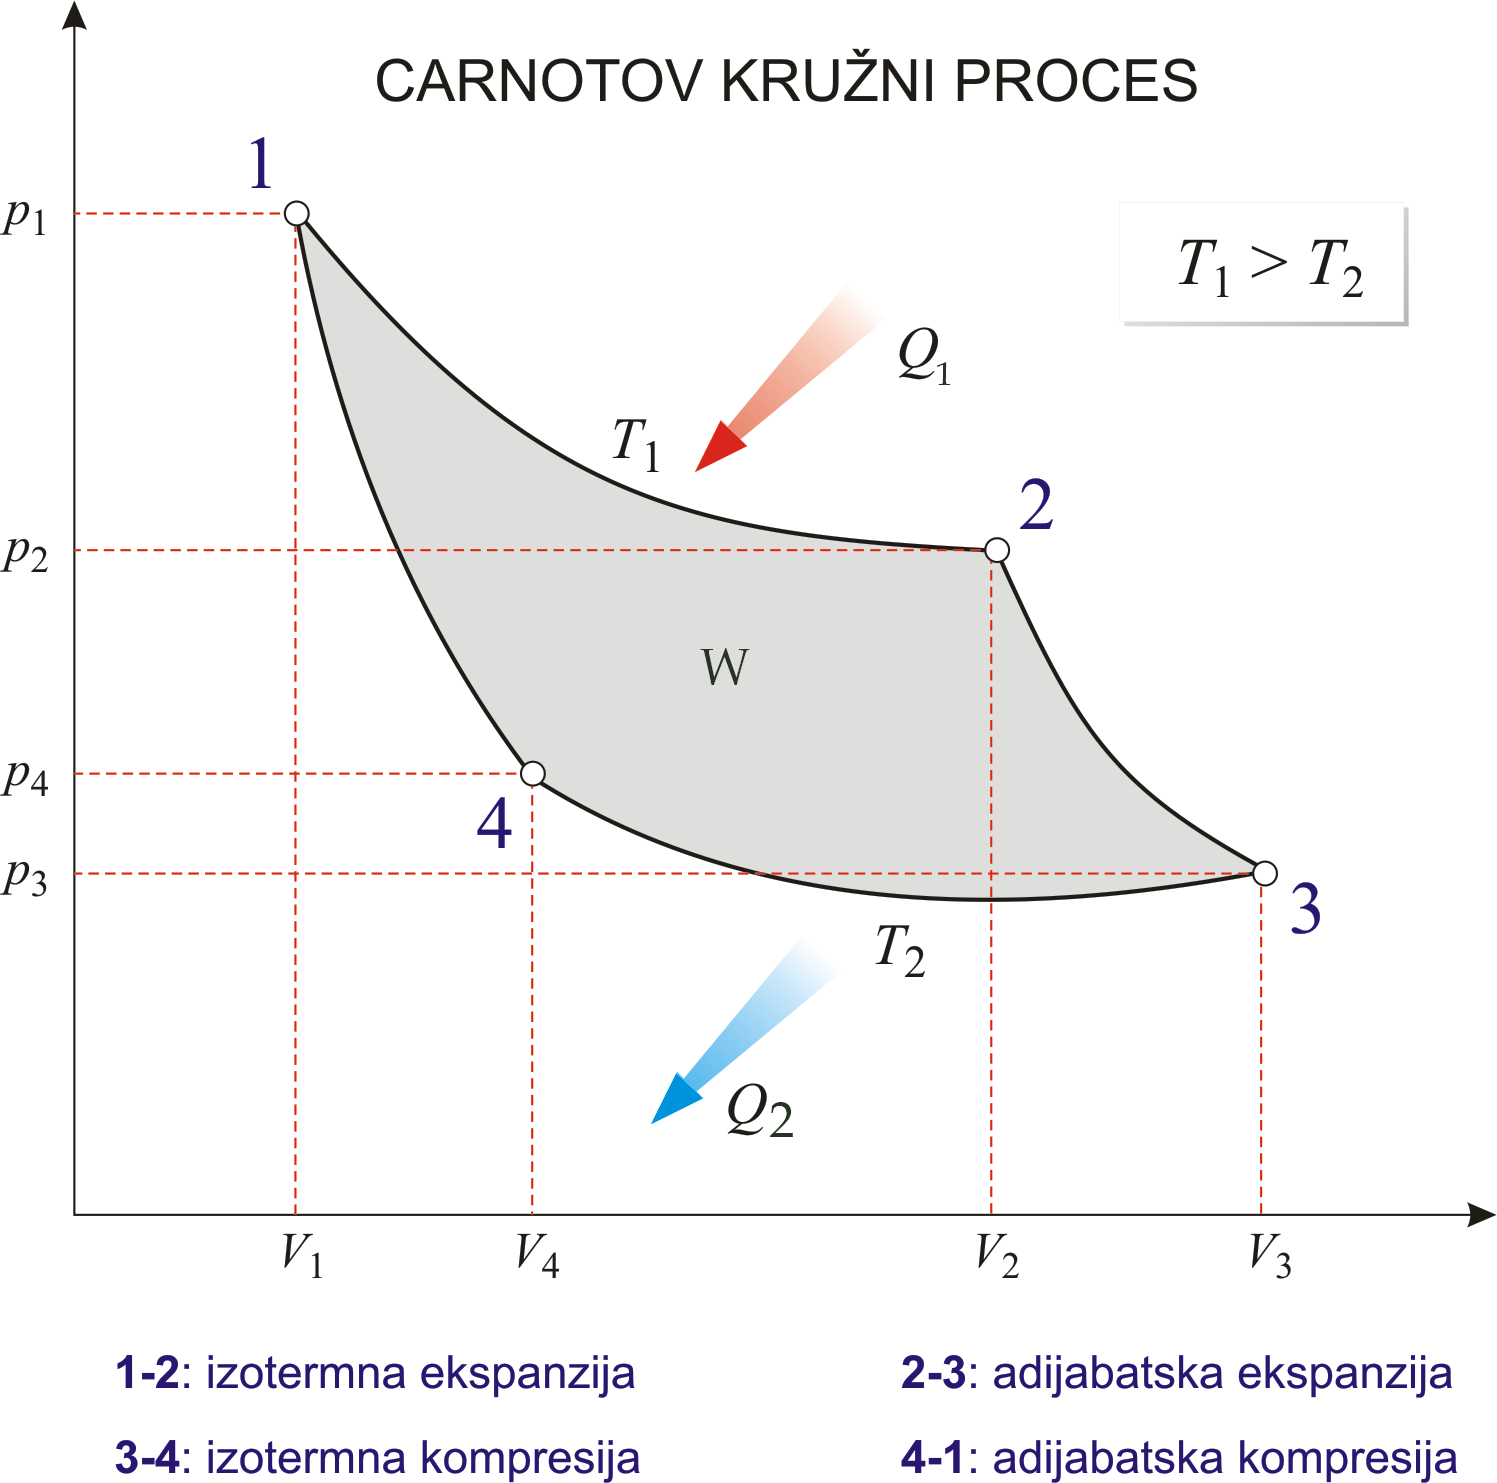 CARNOTOV KRUŽNI PROCES
1
p1
T1 > T2
Q1
T1
2
p2
W
p4
4
p3
3
T2
Q2
V1 V4 V2 V3
1-2: izotermna ekspanzija 2-3: adijabatska ekspanzija
3-4: izotermna kompresija 4-1: adijabatska kompresija